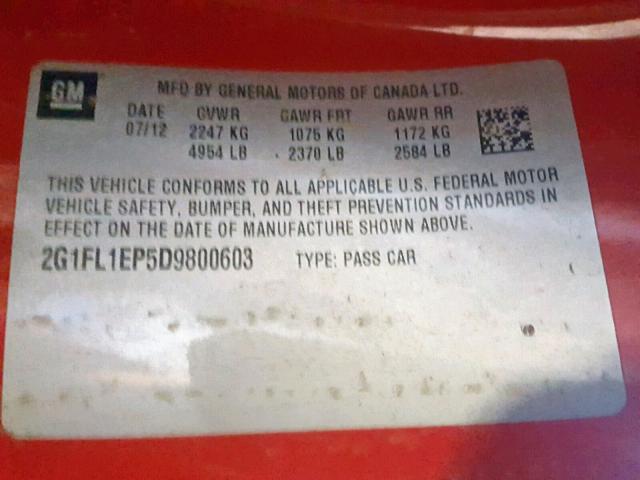 GM
MFD BY GENERAL MOTORS OF CANADA LTD.
DATE GVWR GAWR FRT GAWR RR
07/12 2247 KG 1075 KG 1172 KG
4954 LB 2370 LB 2584 LB
THIS VEHICLE CONFORMS TO ALL APPLICABLE U.S. FEDERAL MOTOR
VEHICLE SAFETY, BUMPER, AND THEFT PREVENTION STANDARDS IN
EFFECT ON THE DATE OF MANUFACTURE SHOWN ABOVE.
2G1FL1EP5D9800603 TYPE: PASS CAR